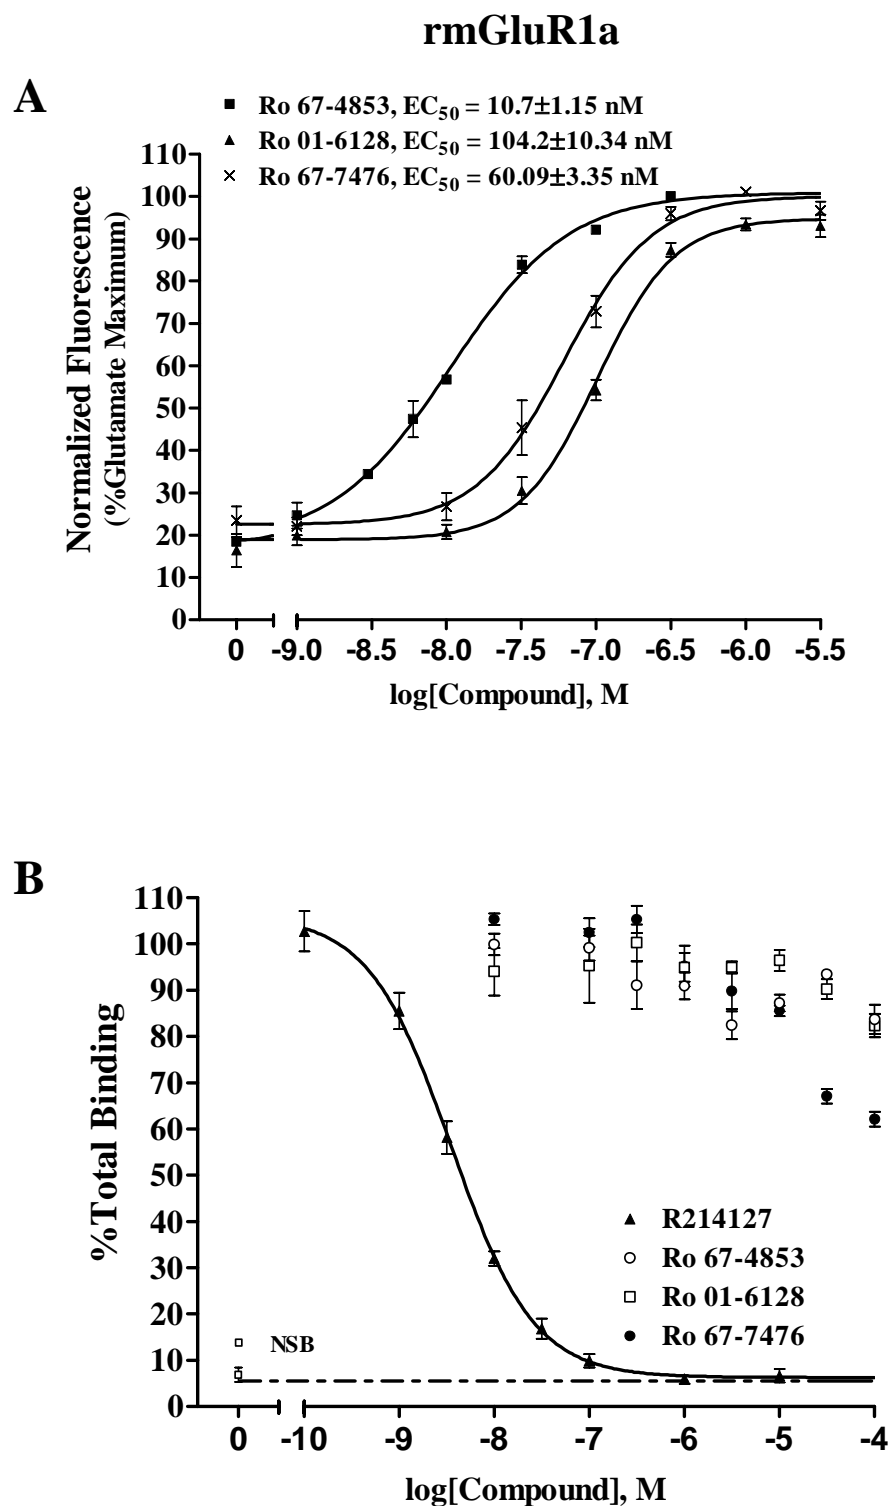 rmGluR1a
A
Ro 67-4853, EC50 = 10.7±1.15 nM
Ro 01-6128, EC50 = 104.2±10.34 nM
Ro 67-7476, EC50 = 60.09±3.35 nM
110
100
90
80
70
60
50
40
30
20
10
0
Normalized Fluorescence
(%Glutamate Maximum)
0 -9.0 -8.5 -8.0 -7.5 -7.0 -6.5 -6.0 -5.5
log[Compound], M
B
110
100
90
80
70
60
50
40
30
20
10
0
%Total Binding
R214127
Ro 67-4853
Ro 01-6128
Ro 67-7476
NSB
0 -10 -9 -8 -7 -6 -5 -4
log[Compound], M